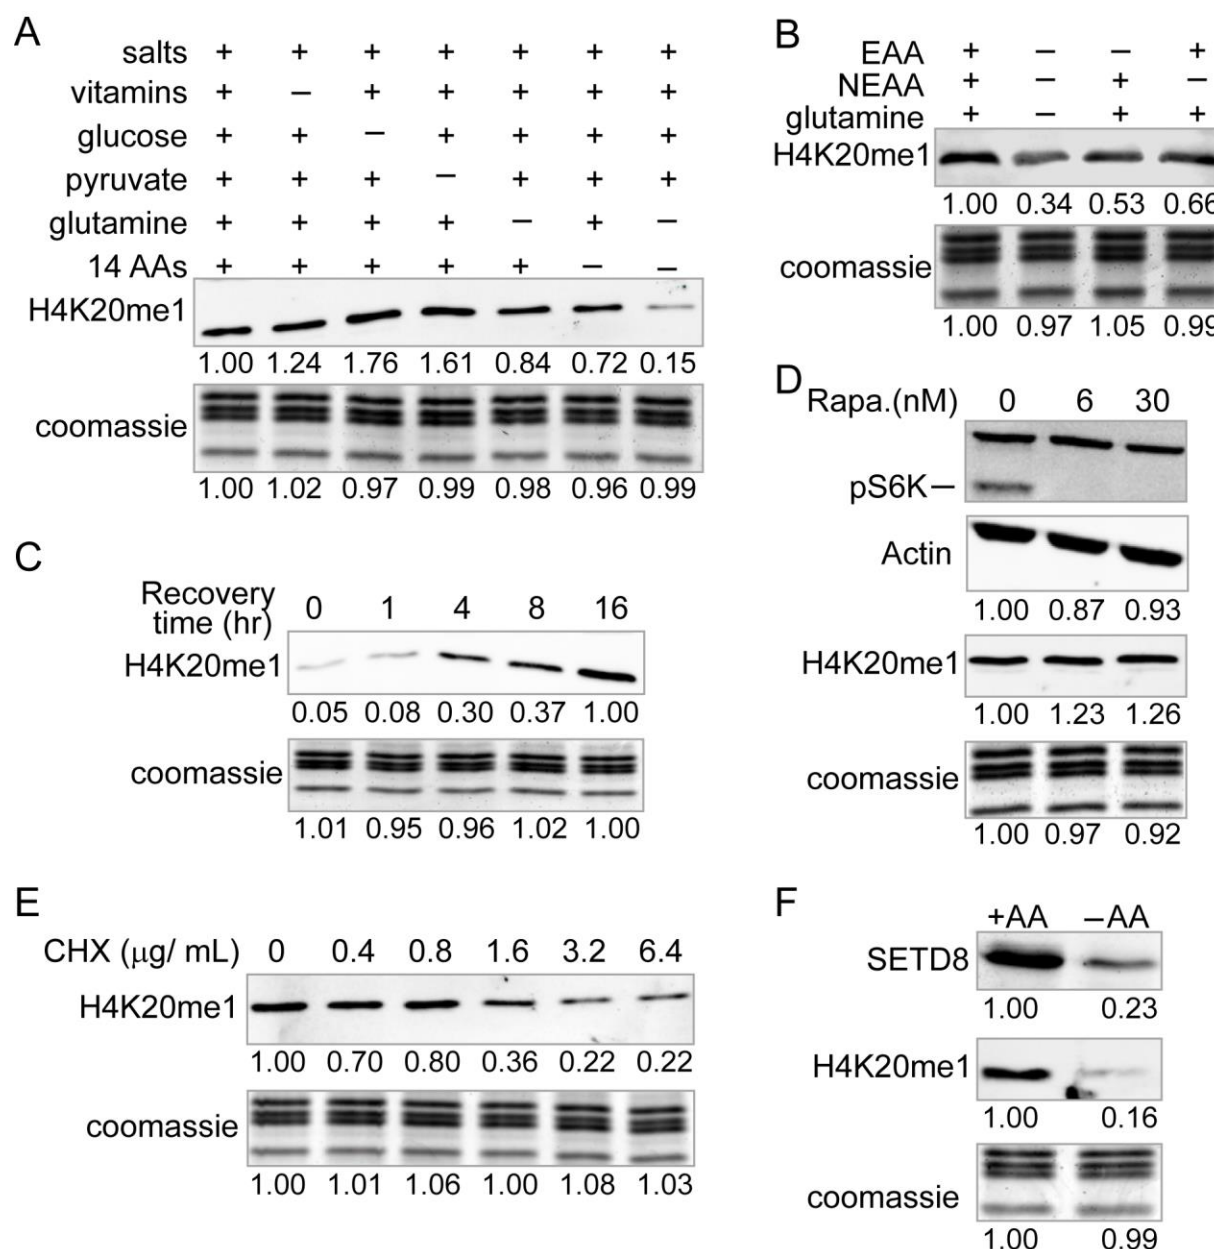 A
salts + + + + + + +
vitamins + – + + + + +
glucose + + – + + + +
pyruvate + + + – + + +
glutamine + + + + – + –
14 AAs + + + + + – –
H4K20me1
1.00 1.24 1.76 1.61 0.84 0.72 0.15
coomassie
1.00 1.02 0.97 0.99 0.98 0.96 0.99
B
EAA + – – +
NEAA + – + –
glutamine + – + +
H4K20me1
1.00 0.34 0.53 0.66
coomassie
1.00 0.97 1.05 0.99
C
Recovery
time (hr) 0 1 4 8 16
H4K20me1
0.05 0.08 0.30 0.37 1.00
coomassie
1.01 0.95 0.96 1.02 1.00
D
Rapa.(nM) 0 6 30
pS6K –
Actin
1.00 0.87 0.93
H4K20me1
1.00 1.23 1.26
coomassie
1.00 0.97 0.92
E
CHX (μg/ mL) 0 0.4 0.8 1.6 3.2 6.4
H4K20me1
1.00 0.70 0.80 0.36 0.22 0.22
coomassie
1.00 1.01 1.06 1.00 1.08 1.03
F
+AA –AA
SETD8
1.00 0.23
H4K20me1
1.00 0.16
coomassie
1.00 0.99